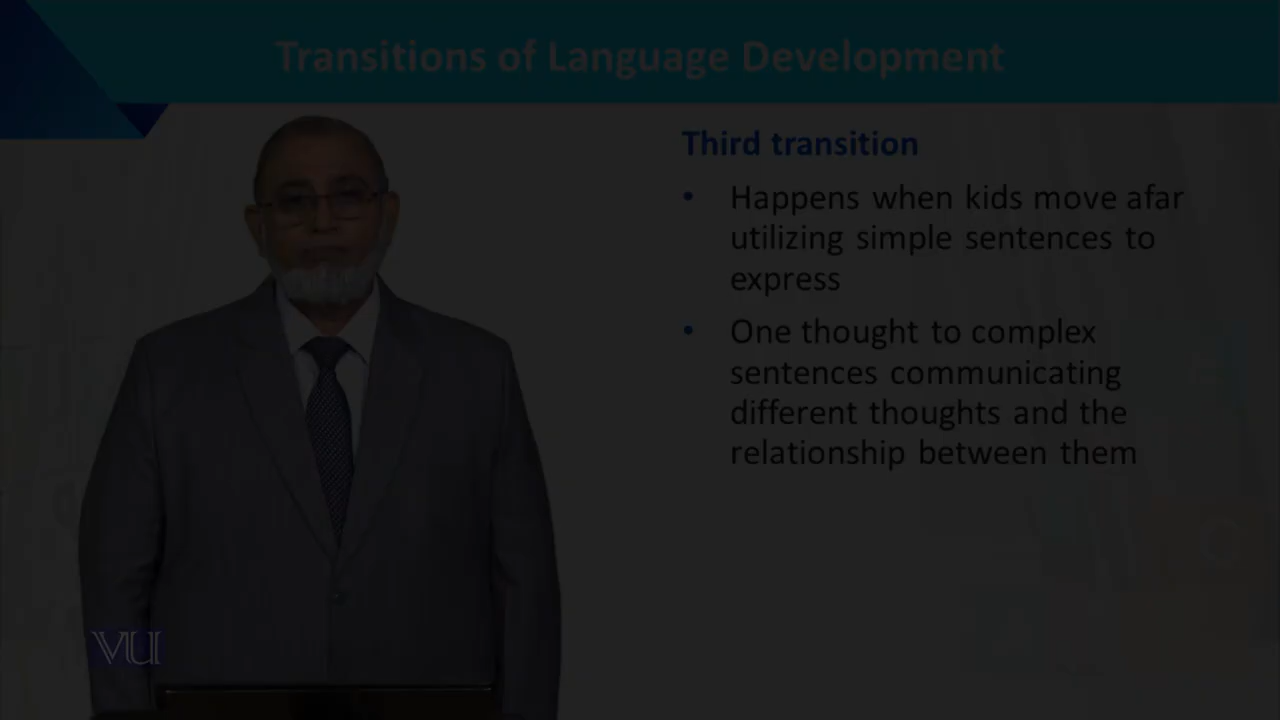 Transitions of Language Development
Third transition
• Happens when kids move afar
utilizing simple sentences to
express
• One thought to complex
sentences communicating
different thoughts and the
relationship between them
VU